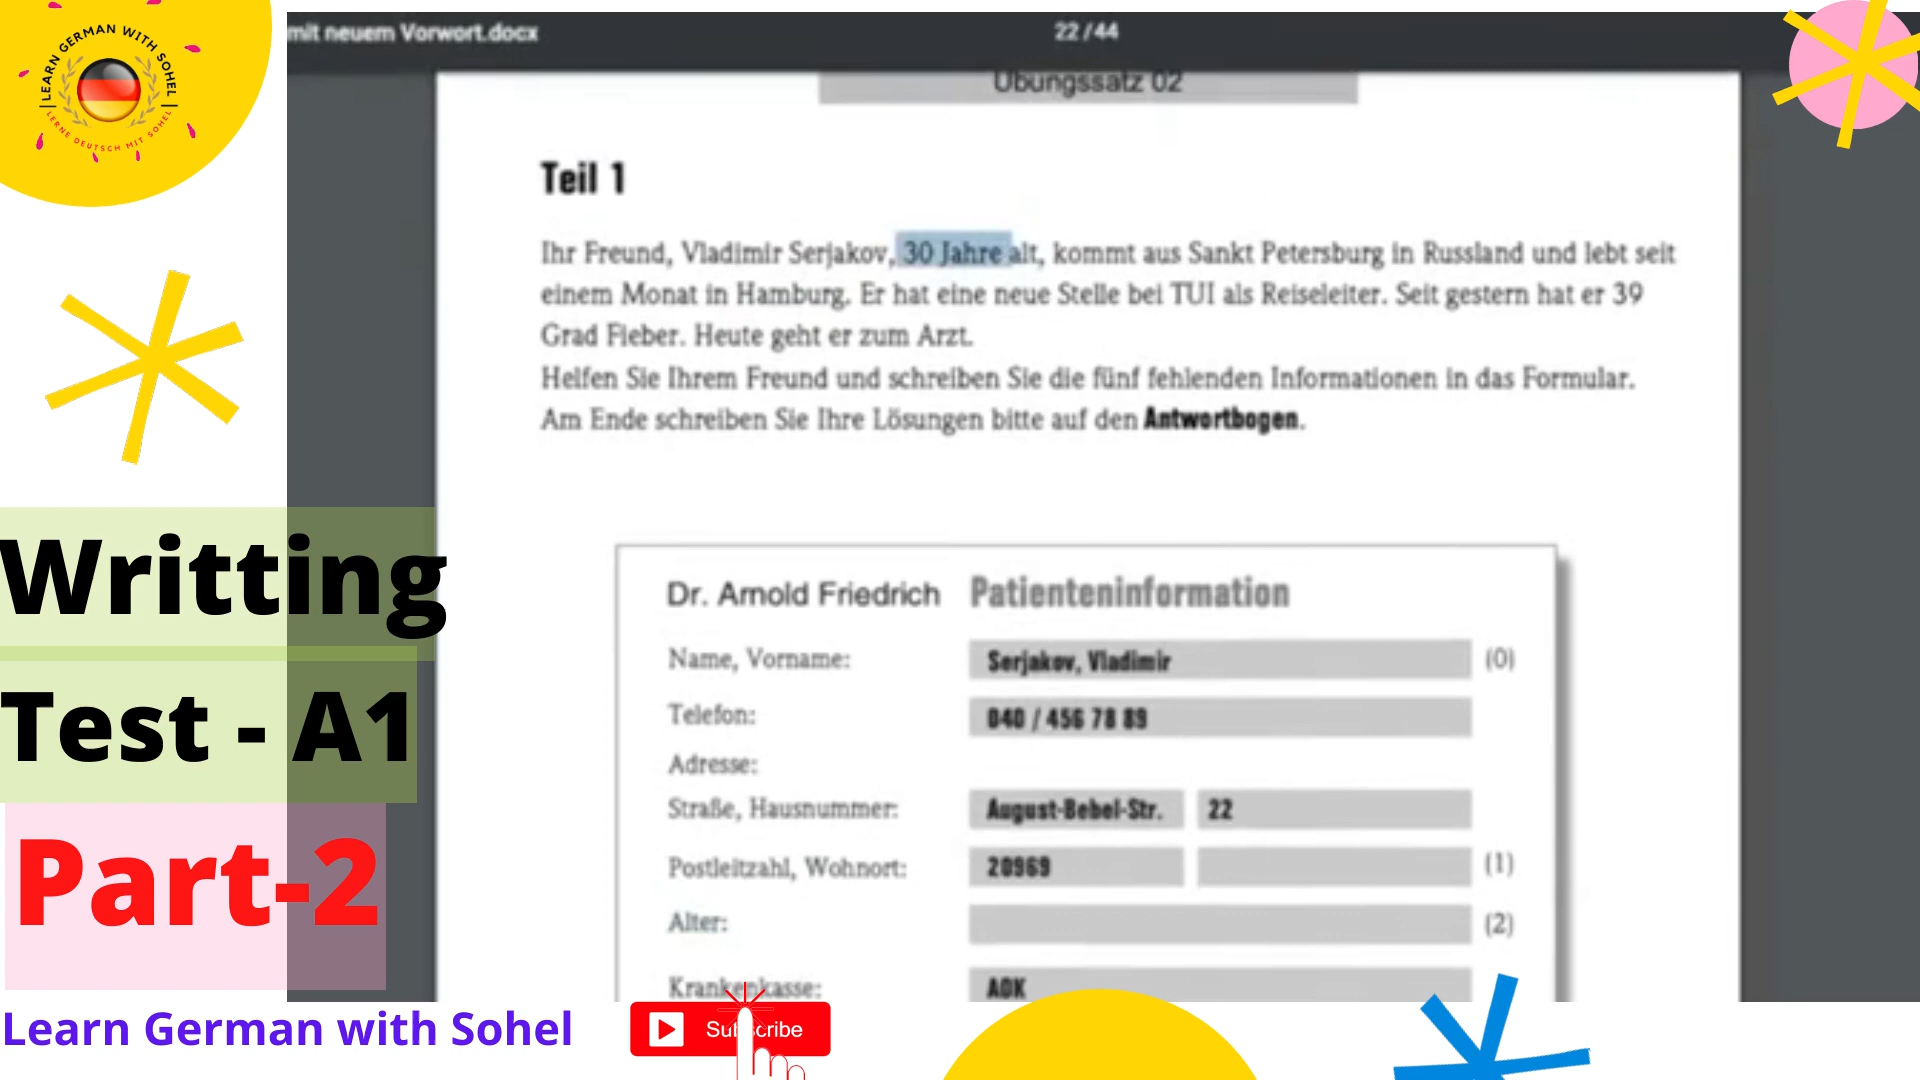 LEARN GERMAN WITH SOHEL
LERNE DEUTSCH MIT SOHEL
mit neuem Vorwort.docx
22 / 44
Übungssatz 02
Teil 1
Ihr Freund, Vladimir Serjakov, 30 Jahre alt, kommt aus Sankt Petersburg in Russland und lebt seit
einem Monat in Hamburg. Er hat eine neue Stelle bei TUI als Reiseleiter. Seit gestern hat er 39
Grad Fieber. Heute geht er zum Arzt.
Helfen Sie Ihrem Freund und schreiben Sie die fünf fehlenden Informationen in das Formular.
Am Ende schreiben Sie Ihre Lösungen bitte auf den Antwortbogen.
Dr. Arnold Friedrich Patienteninformation
Name, Vorname: Serjakov, Vladimir (0)
Telefon: 040 / 456 78 89
Adresse:
Straße, Hausnummer: August-Bebel-Str. 22
Postleitzahl, Wohnort: 20969 (1)
Alter: (2)
Krankenkasse: AOK
Writting
Test - A1
Part-2
Learn German with Sohel
Subscribe